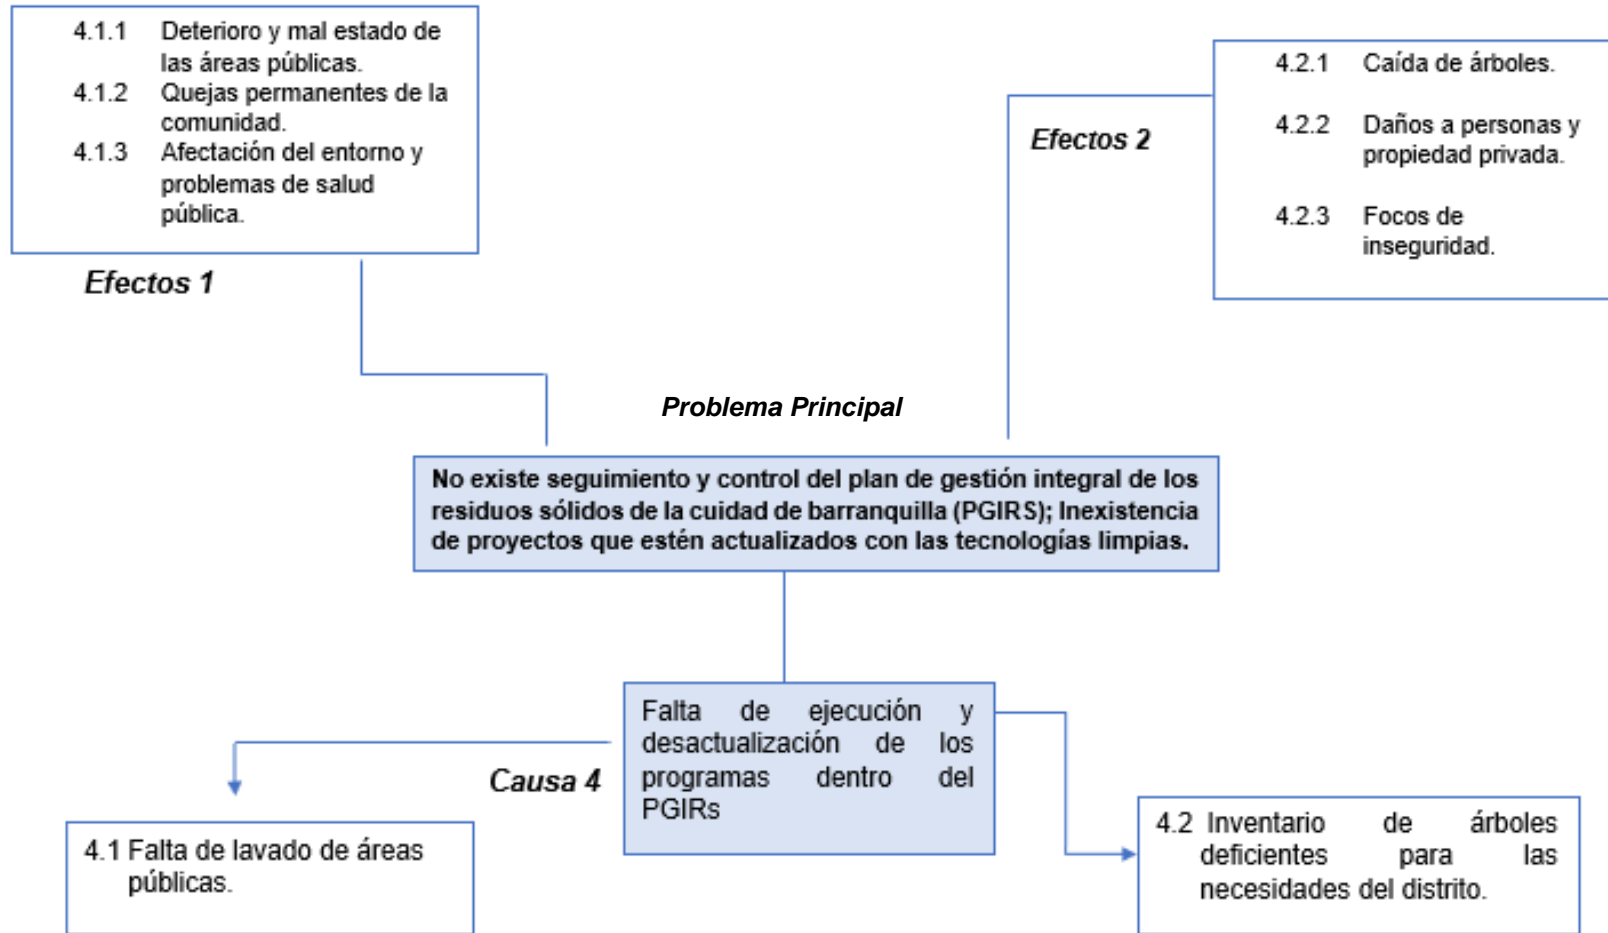 4.1.1 Deterioro y mal estado de
las áreas públicas.
4.1.2 Quejas permanentes de la
comunidad.
4.1.3 Afectación del entorno y
problemas de salud
pública.
Efectos 1
4.2.1 Caída de árboles.
4.2.2 Daños a personas y
propiedad privada.
4.2.3 Focos de
inseguridad.
Efectos 2
Problema Principal
No existe seguimiento y control del plan de gestión integral de los
residuos sólidos de la cuidad de barranquilla (PGIRS); Inexistencia
de proyectos que estén actualizados con las tecnologías limpias.
Falta de ejecución y
desactualización de los
programas dentro del
PGIRs
Causa 4
4.1 Falta de lavado de áreas
públicas.
4.2 Inventario de árboles
deficientes para las
necesidades del distrito.